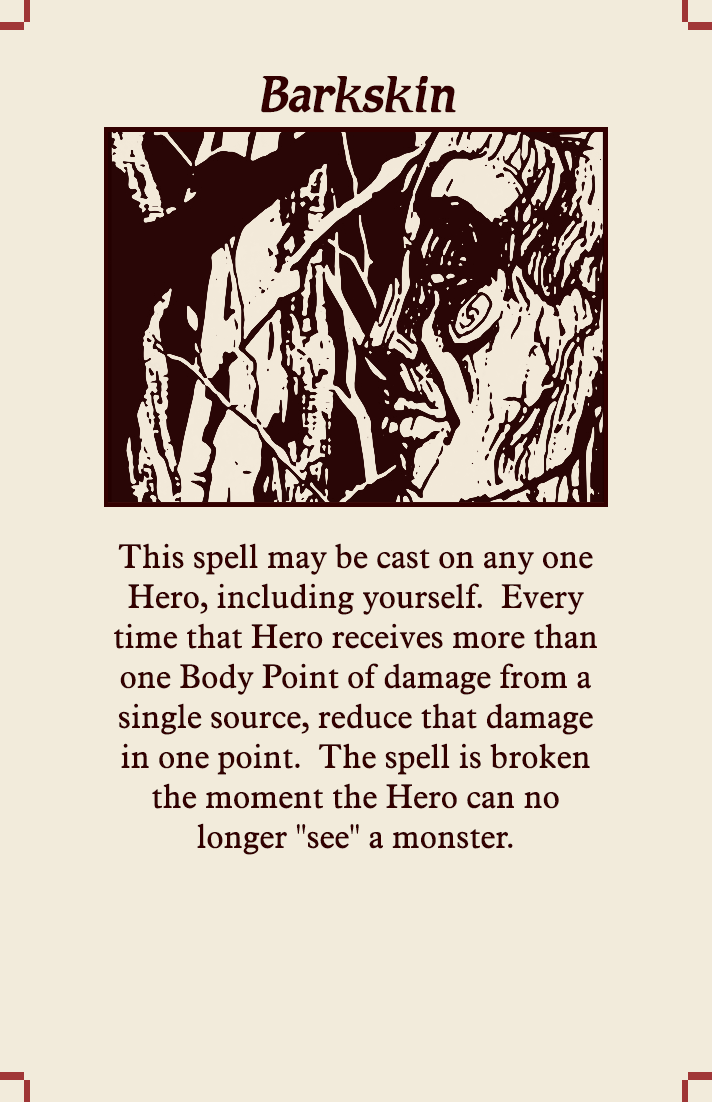 Barkskin
This spell may be cast on any one
Hero, including yourself.  Every
time that Hero receives more than
one Body Point of damage from a
single source, reduce that damage
in one point.  The spell is broken
the moment the Hero can no
longer "see" a monster.